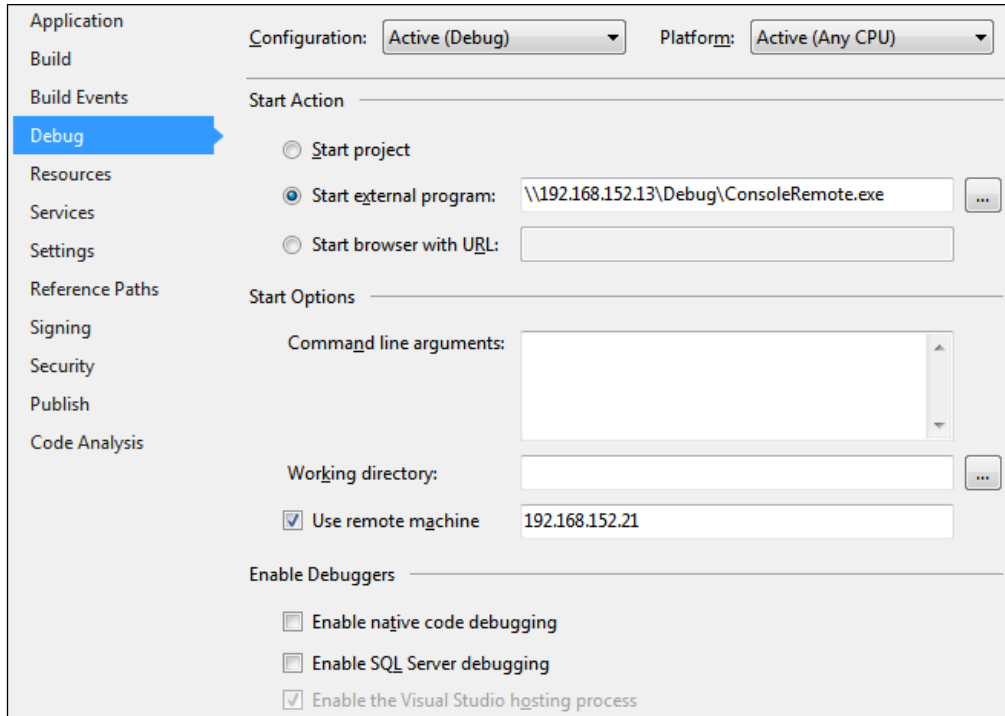 Application
Build
Build Events
Debug
Resources
Services
Settings
Reference Paths
Signing
Security
Publish
Code Analysis
Configuration: Active (Debug) Platform: Active (Any CPU)
Start Action
Start project
Start external program: \\192.168.152.13\Debug\ConsoleRemote.exe ...
Start browser with URL:
Start Options
Command line arguments:
Working directory: ...
Use remote machine 192.168.152.21
Enable Debuggers
Enable native code debugging
Enable SQL Server debugging
Enable the Visual Studio hosting process